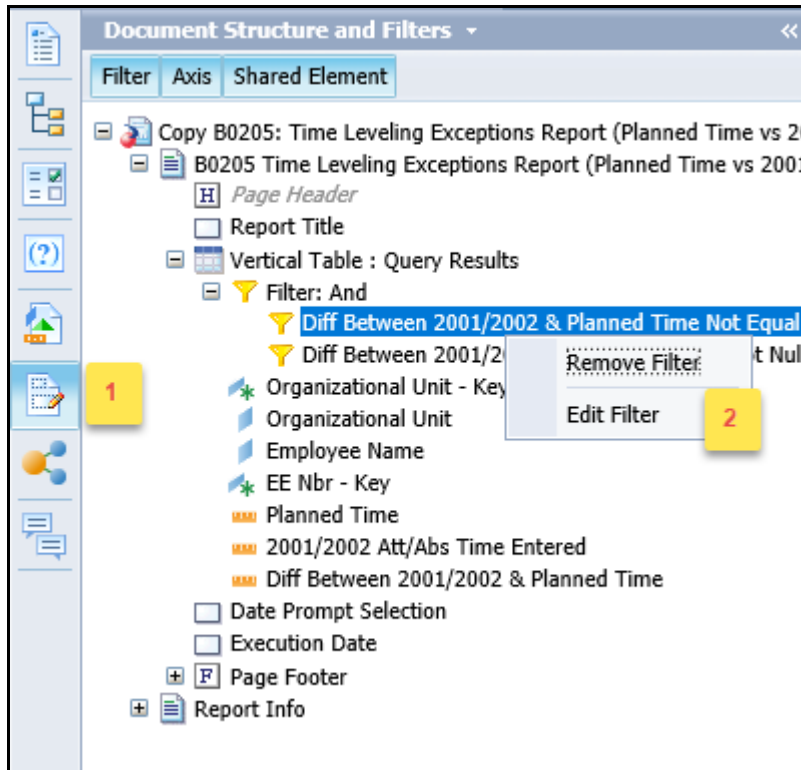 Document Structure and Filters
Filter Axis Shared Element
Copy B0205: Time Leveling Exceptions Report (Planned Time vs 2
B0205 Time Leveling Exceptions Report (Planned Time vs 2001
H Page Header
Report Title
Vertical Table : Query Results
Filter: And
Diff Between 2001/2002 & Planned Time Not Equal
Diff Between 2001/2 t Nul
Remove Filter
Organizational Unit - Key
Edit Filter
1
2
Organizational Unit
Employee Name
EE Nbr - Key
Planned Time
2001/2002 Att/Abs Time Entered
Diff Between 2001/2002 & Planned Time
Date Prompt Selection
Execution Date
F Page Footer
Report Info